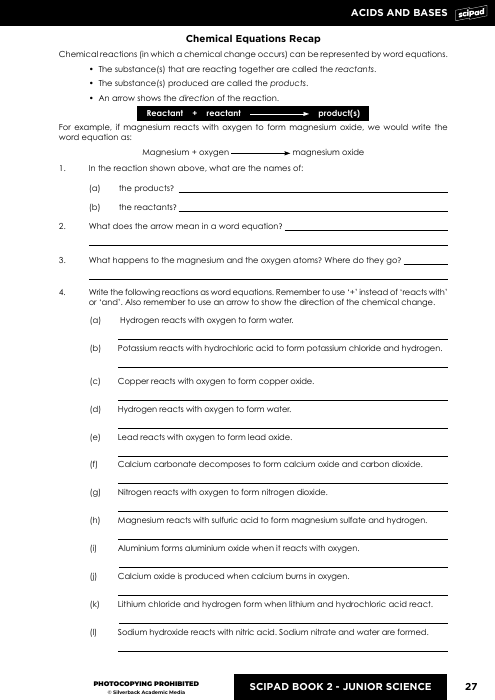 ACIDS AND BASES scipad
Chemical Equations Recap
Chemical reactions (in which a chemical change occurs) can be represented by word equations.
• The substance(s) that are reacting together are called the reactants.
• The substance(s) produced are called the products.
• An arrow shows the direction of the reaction.
Reactant + reactant ⟶ product(s)
For example, if magnesium reacts with oxygen to form magnesium oxide, we would write the
word equation as:
Magnesium + oxygen ⟶ magnesium oxide
1. In the reaction shown above, what are the names of:
(a) the products?
(b) the reactants?
2. What does the arrow mean in a word equation?
3. What happens to the magnesium and the oxygen atoms? Where do they go?
4. Write the following reactions as word equations. Remember to use '+' instead of 'reacts with'
or 'and'. Also remember to use an arrow to show the direction of the chemical change.
(a) Hydrogen reacts with oxygen to form water.
(b) Potassium reacts with hydrochloric acid to form potassium chloride and hydrogen.
(c) Copper reacts with oxygen to form copper oxide.
(d) Hydrogen reacts with oxygen to form water.
(e) Lead reacts with oxygen to form lead oxide.
(f) Calcium carbonate decomposes to form calcium oxide and carbon dioxide.
(g) Nitrogen reacts with oxygen to form nitrogen dioxide.
(h) Magnesium reacts with sulfuric acid to form magnesium sulfate and hydrogen.
(i) Aluminium forms aluminium oxide when it reacts with oxygen.
(j) Calcium oxide is produced when calcium burns in oxygen.
(k) Lithium chloride and hydrogen form when lithium and hydrochloric acid react.
(l) Sodium hydroxide reacts with nitric acid. Sodium nitrate and water are formed.
PHOTOCOPYING PROHIBITED
© Silverback Academic Media
SCIPAD BOOK 2 - JUNIOR SCIENCE 27